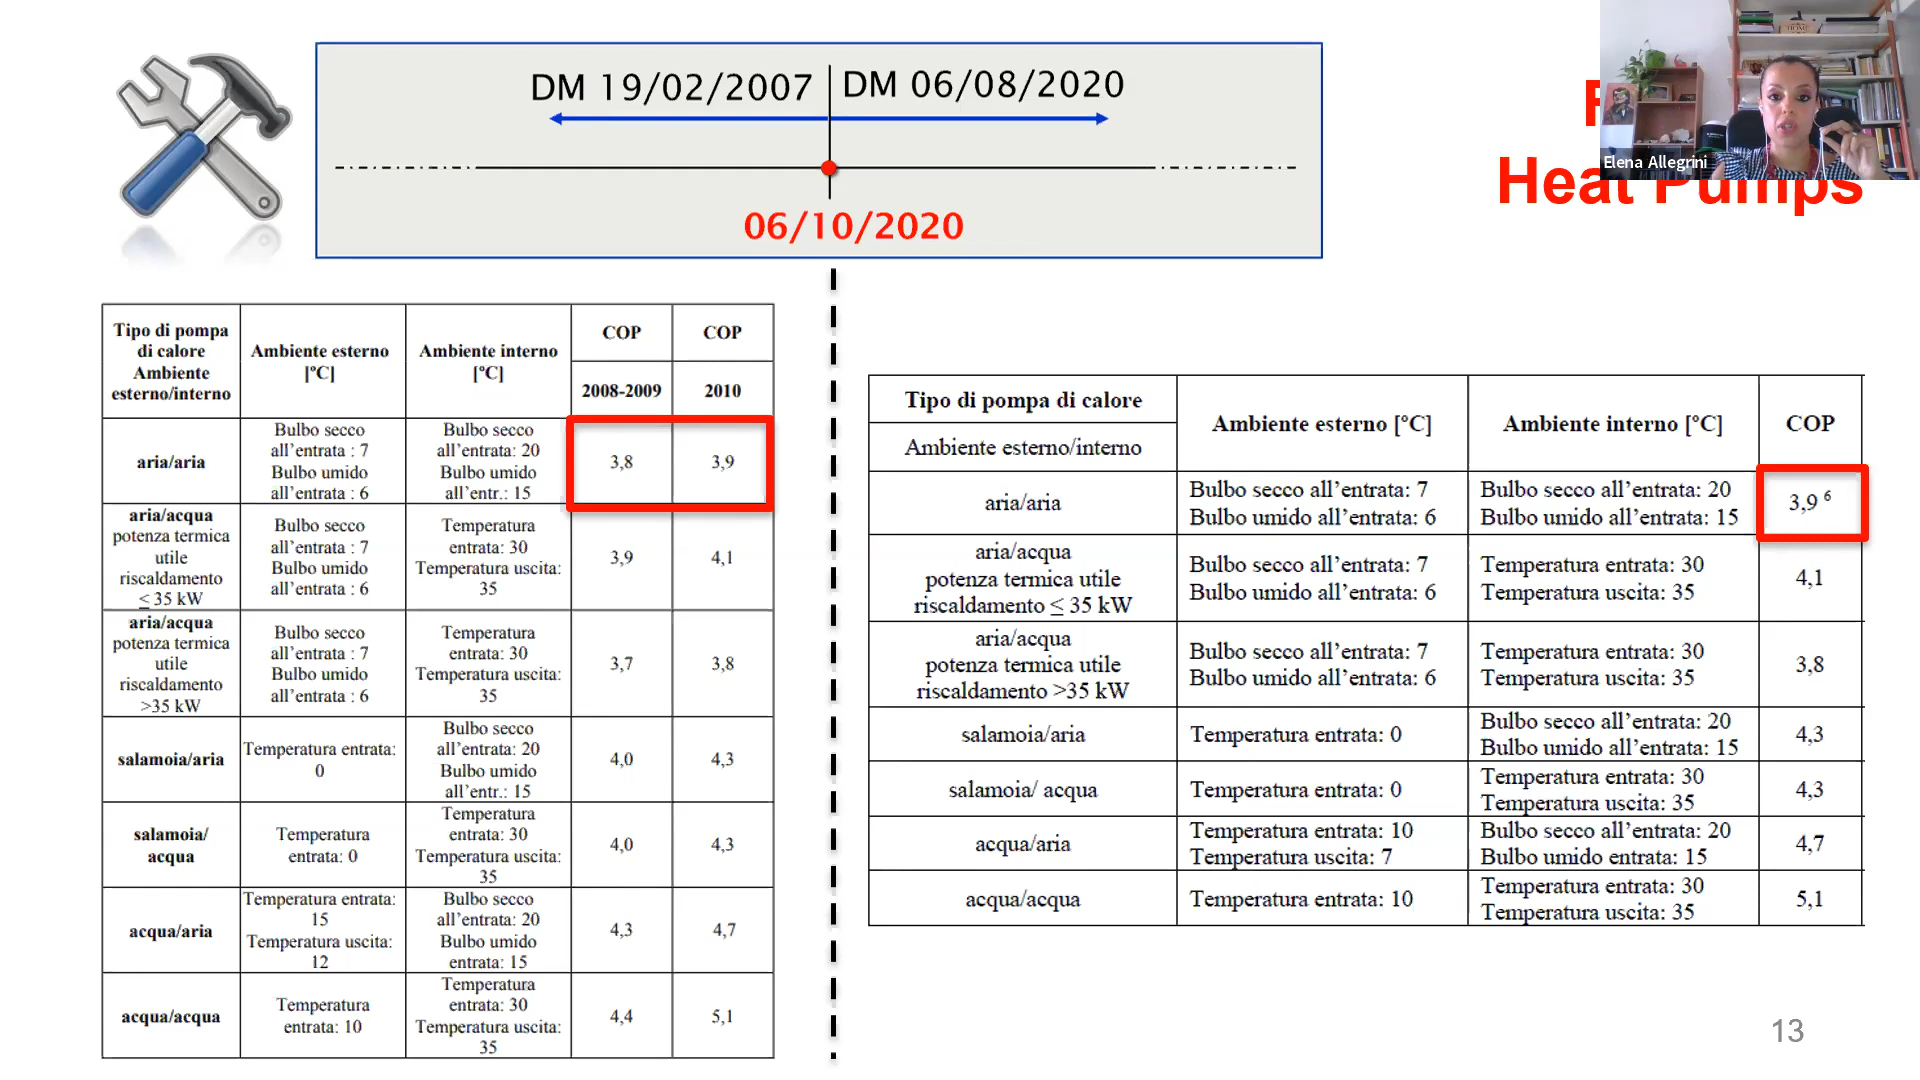 DM 19/02/2007
DM 06/08/2020
06/10/2020
Elena Allegrini
Heat Pumps
Tipo di pompa
di calore
Ambiente
esterno/interno
Ambiente esterno
[°C]
Ambiente interno
[°C]
COP
COP
2008-2009
2010
aria/aria
Bulbo secco
all'entrata : 7
Bulbo umido
all'entrata : 6
Bulbo secco
all'entrata: 20
Bulbo umido
all'entr.: 15
3,8
3,9
aria/acqua
potenza termica
utile
riscaldamento
≤ 35 kW
Bulbo secco
all'entrata : 7
Bulbo umido
all'entrata : 6
Temperatura
entrata: 30
Temperatura uscita:
35
3,9
4,1
aria/acqua
potenza termica
utile
riscaldamento
>35 kW
Bulbo secco
all'entrata : 7
Bulbo umido
all'entrata : 6
Temperatura
entrata: 30
Temperatura uscita:
35
3,7
3,8
salamoia/aria
Temperatura entrata:
0
Bulbo secco
all'entrata: 20
Bulbo umido
all'entr.: 15
4,0
4,3
salamoia/
acqua
Temperatura
entrata: 0
Temperatura
entrata: 30
Temperatura uscita:
35
4,0
4,3
acqua/aria
Temperatura entrata:
15
Temperatura uscita:
12
Bulbo secco
all'entrata: 20
Bulbo umido
entrata: 15
4,3
4,7
acqua/acqua
Temperatura
entrata: 10
Temperatura
entrata: 30
Temperatura uscita:
35
4,4
5,1
Tipo di pompa di calore
Ambiente esterno/interno
Ambiente esterno [°C]
Ambiente interno [°C]
COP
aria/aria
Bulbo secco all'entrata: 7
Bulbo umido all'entrata: 6
Bulbo secco all'entrata: 20
Bulbo umido all'entrata: 15
3,9 ⁶
aria/acqua
potenza termica utile
riscaldamento ≤ 35 kW
Bulbo secco all'entrata: 7
Bulbo umido all'entrata: 6
Temperatura entrata: 30
Temperatura uscita: 35
4,1
aria/acqua
potenza termica utile
riscaldamento >35 kW
Bulbo secco all'entrata: 7
Bulbo umido all'entrata: 6
Temperatura entrata: 30
Temperatura uscita: 35
3,8
salamoia/aria
Temperatura entrata: 0
Bulbo secco all'entrata: 20
Bulbo umido all'entrata: 15
4,3
salamoia/ acqua
Temperatura entrata: 0
Temperatura entrata: 30
Temperatura uscita: 35
4,3
acqua/aria
Temperatura entrata: 10
Temperatura uscita: 7
Bulbo secco all'entrata: 20
Bulbo umido entrata: 15
4,7
acqua/acqua
Temperatura entrata: 10
Temperatura entrata: 30
Temperatura uscita: 35
5,1
13